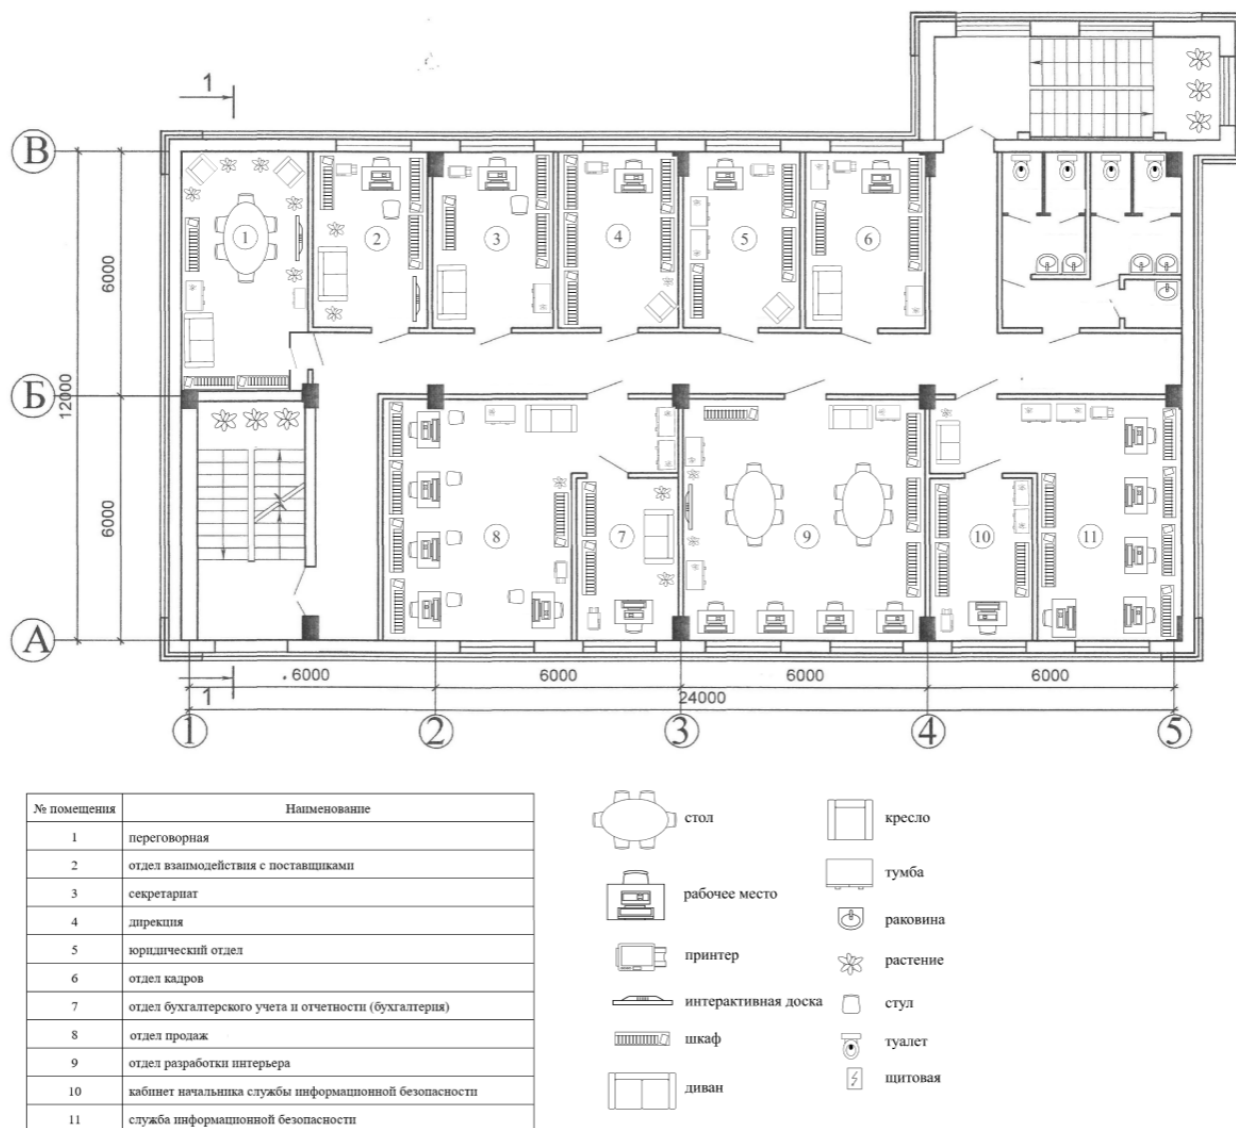 1
В
Б
А
6000
12000
6000
1
2
3
4
5
6
7
8
9
10
11
1
6000
6000
6000
6000
24000
1
2
3
4
5
№ помещения Наименование
1 переговорная
2 отдел взаимодействия с поставщиками
3 секретариат
4 дирекция
5 юридический отдел
6 отдел кадров
7 отдел бухгалтерского учета и отчетности (бухгалтерия)
8 отдел продаж
9 отдел разработки интерьера
10 кабинет начальника службы информационной безопасности
11 служба информационной безопасности
стол
рабочее место
принтер
интерактивная доска
шкаф
диван
кресло
тумба
раковина
растение
стул
туалет
щитовая